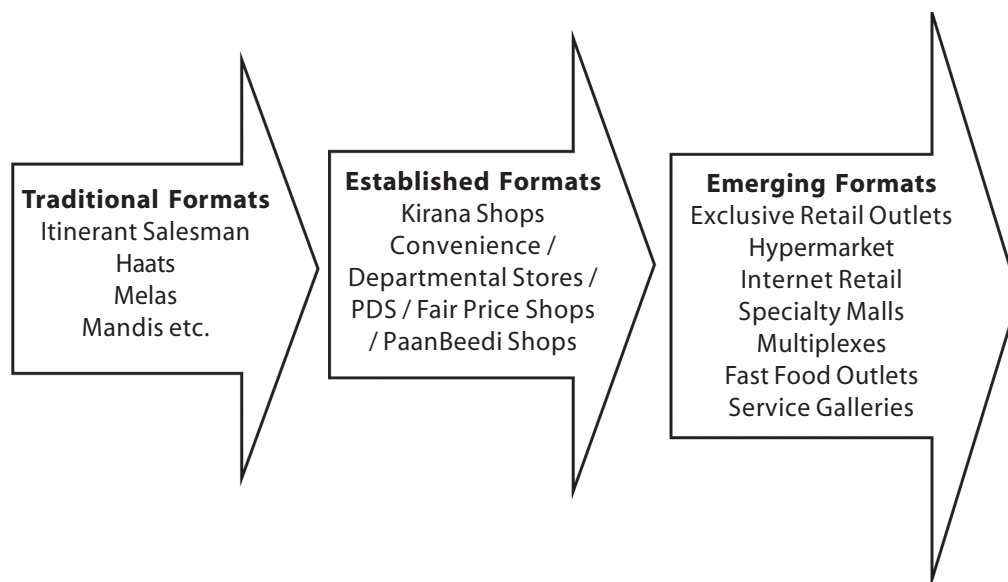 Traditional Formats
Itinerant Salesman
Haats
Melas
Mandis etc.
Established Formats
Kirana Shops
Convenience /
Departmental Stores /
PDS / Fair Price Shops
/ PaanBeedi Shops
Emerging Formats
Exclusive Retail Outlets
Hypermarket
Internet Retail
Specialty Malls
Multiplexes
Fast Food Outlets
Service Galleries